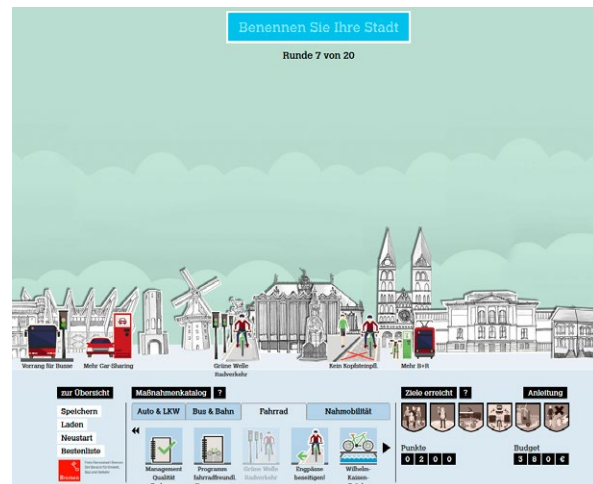 Benennen Sie Ihre Stadt
Runde 7 von 20
Vorrang für Busse
Mehr Car-Sharing
Grüne Welle
Radverkehr
Kein Kopfsteinpfl.
Mehr B+R
zur Übersicht
Speichern
Laden
Neustart
Bestenliste
Bremen
Maßnahmenkatalog ?
Auto & LKW
Bus & Bahn
Fahrrad
Nahmobilität
Management
Qualität
Programm
fahrradfreundl.
Grüne Welle
Radverkehr
Engpässe
beseitigen!
Wilhelm-
Kaisen-
Ziele erreicht ?
Anleitung
Punkte
0 2 0 0
Budget
3 8 0 €